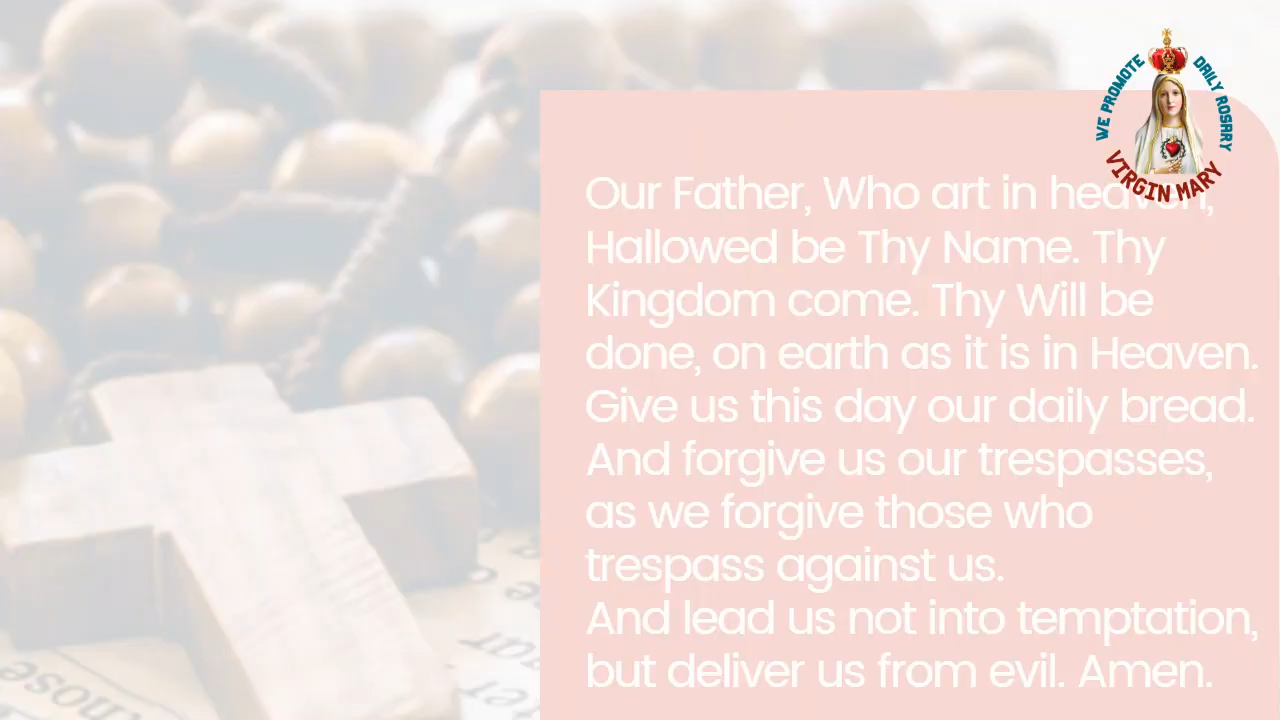 WE PROMOTE DAILY ROSARY
VIRGIN MARY
Our Father, Who art in heaven,
Hallowed be Thy Name. Thy
Kingdom come. Thy Will be
done, on earth as it is in Heaven.
Give us this day our daily bread.
And forgive us our trespasses,
as we forgive those who
trespass against us.
And lead us not into temptation,
but deliver us from evil. Amen.